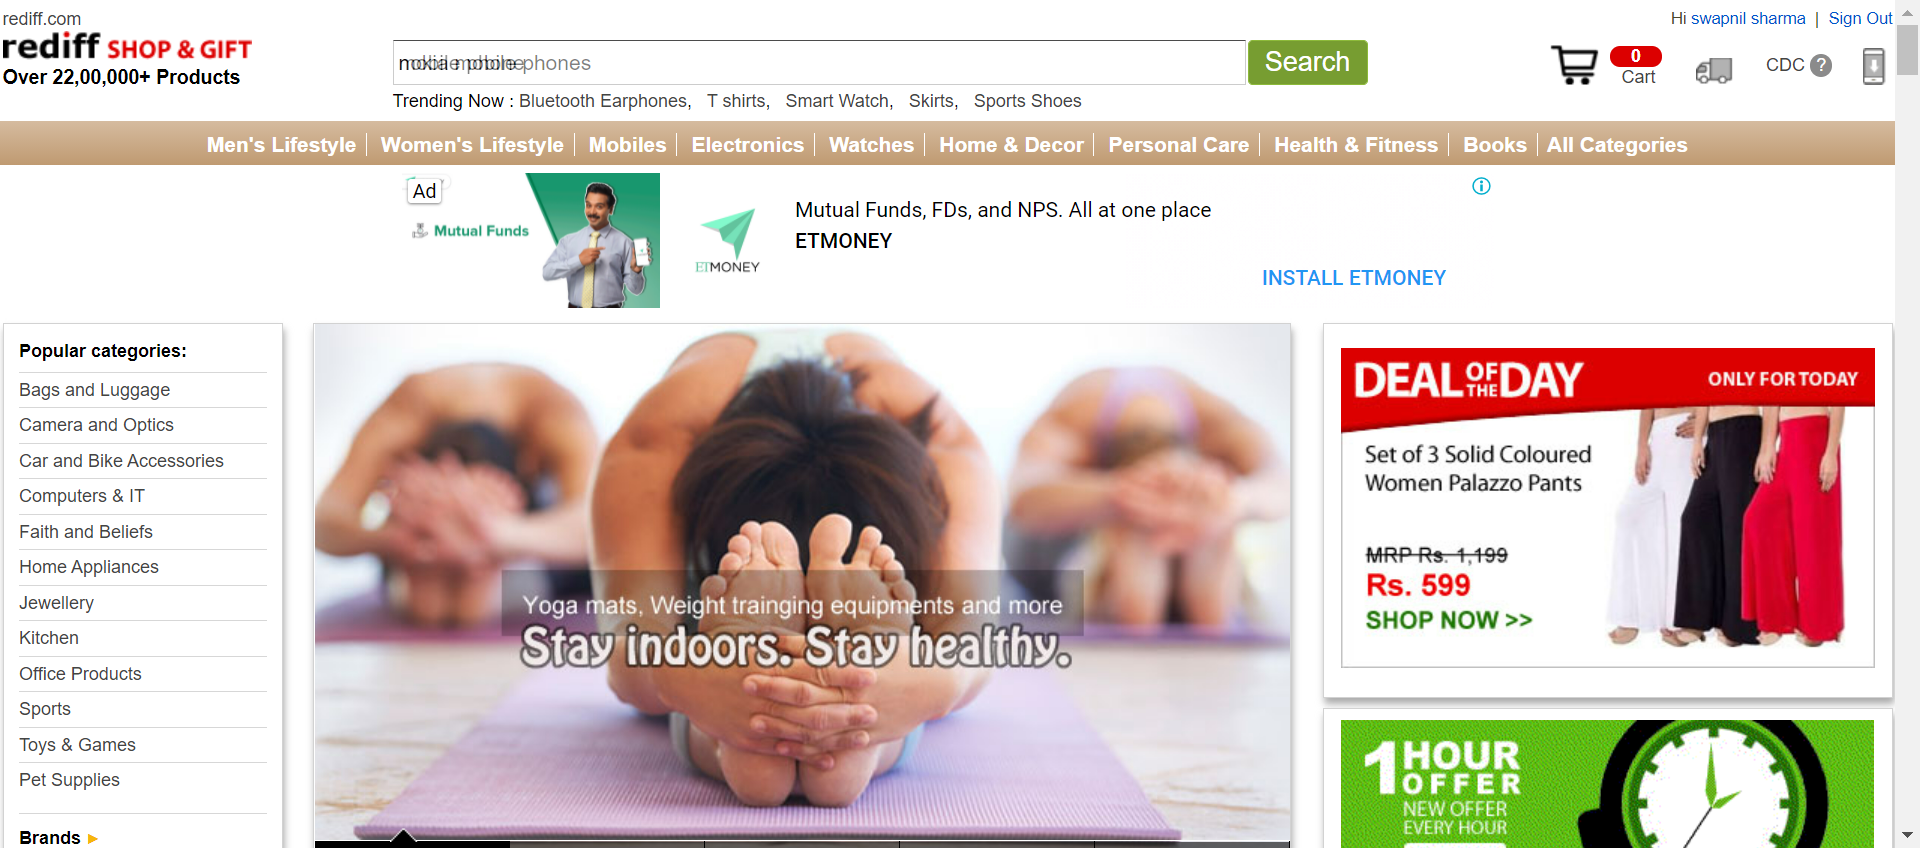 rediff.com
Hi swapnil sharma | Sign Out
rediff SHOP & GIFT
Over 22,00,000+ Products
phones
Search
0
Cart
CDC ?
Trending Now : Bluetooth Earphones, T shirts, Smart Watch, Skirts, Sports Shoes
Men's Lifestyle Women's Lifestyle Mobiles Electronics Watches Home & Decor Personal Care Health & Fitness Books All Categories
Ad
Mutual Funds
ETMONEY
Mutual Funds, FDs, and NPS. All at one place
ETMONEY
INSTALL ETMONEY
Popular categories:
Bags and Luggage
Camera and Optics
Car and Bike Accessories
Computers & IT
Faith and Beliefs
Home Appliances
Jewellery
Kitchen
Office Products
Sports
Toys & Games
Pet Supplies
Brands
Yoga mats, Weight trainging equipments and more
Stay indoors. Stay healthy.
DEAL OF THE DAY
ONLY FOR TODAY
Set of 3 Solid Coloured
Women Palazzo Pants
MRP Rs. 1,199
Rs. 599
SHOP NOW >>
1 HOUR
OFFER
NEW OFFER
EVERY HOUR